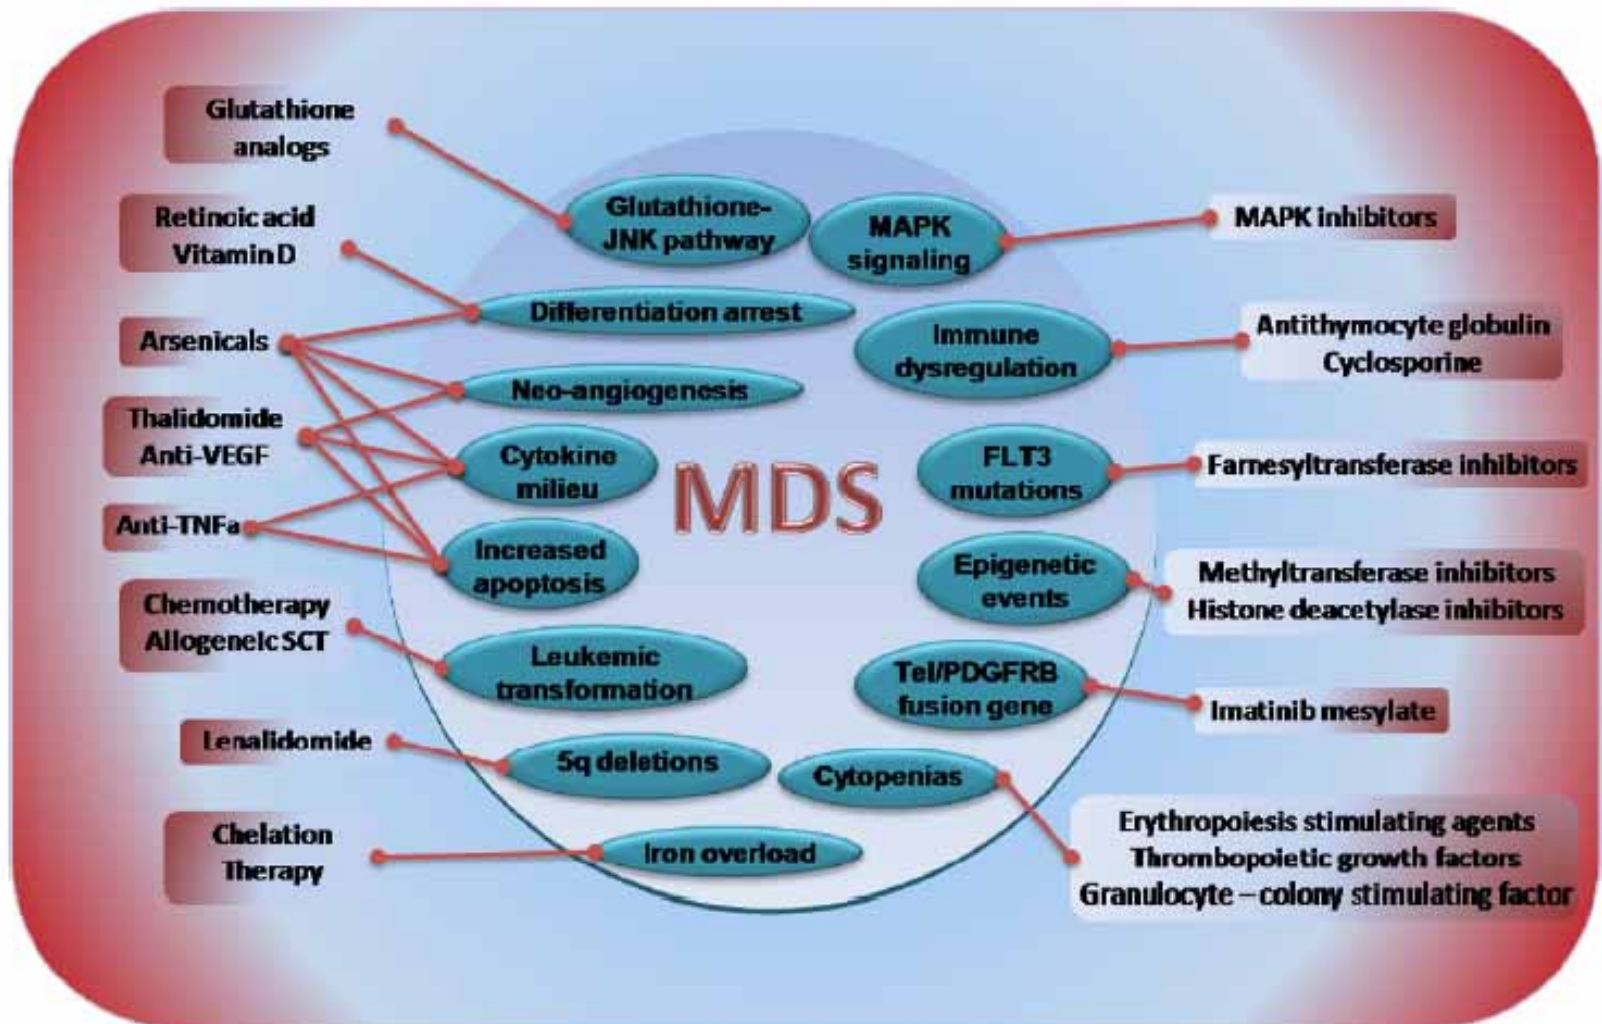 Glutathione
analogs
Retinoic acid
Vitamin D
Arsenicals
Thalidomide
Anti-VEGF
Anti-TNFa
Chemotherapy
Allogeneic SCT
Lenalidomide
Chelation
Therapy
Glutathione-
JNK pathway
MAPK
signaling
Differentiation arrest
Immune
dysregulation
Neo-angiogenesis
Cytokine
milieu
MDS
FLT3
mutations
Increased
apoptosis
Epigenetic
events
Leukemic
transformation
Tel/PDGFRB
fusion gene
5q deletions
Cytopenias
Iron overload
MAPK inhibitors
Antithymocyte globulin
Cyclosporine
Farnesyltransferase inhibitors
Methyltransferase inhibitors
Histone deacetylase inhibitors
Imatinib mesylate
Erythropoiesis stimulating agents
Thrombopoietic growth factors
Granulocyte – colony stimulating factor